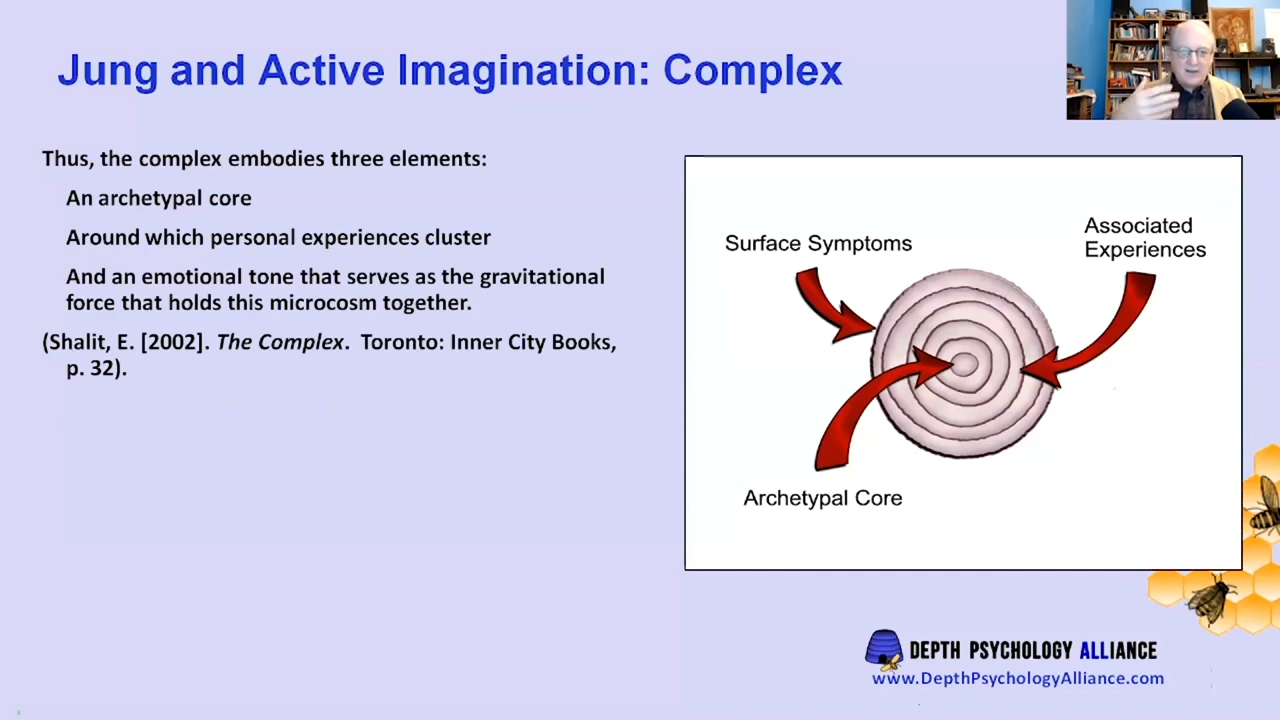 Jung and Active Imagination: Complex
Thus, the complex embodies three elements:
An archetypal core
Around which personal experiences cluster
And an emotional tone that serves as the gravitational
force that holds this microcosm together.
(Shalit, E. [2002]. The Complex. Toronto: Inner City Books,
p. 32).
Surface Symptoms
Associated
Experiences
Archetypal Core
DEPTH PSYCHOLOGY ALLIANCE
www.DepthPsychologyAlliance.com